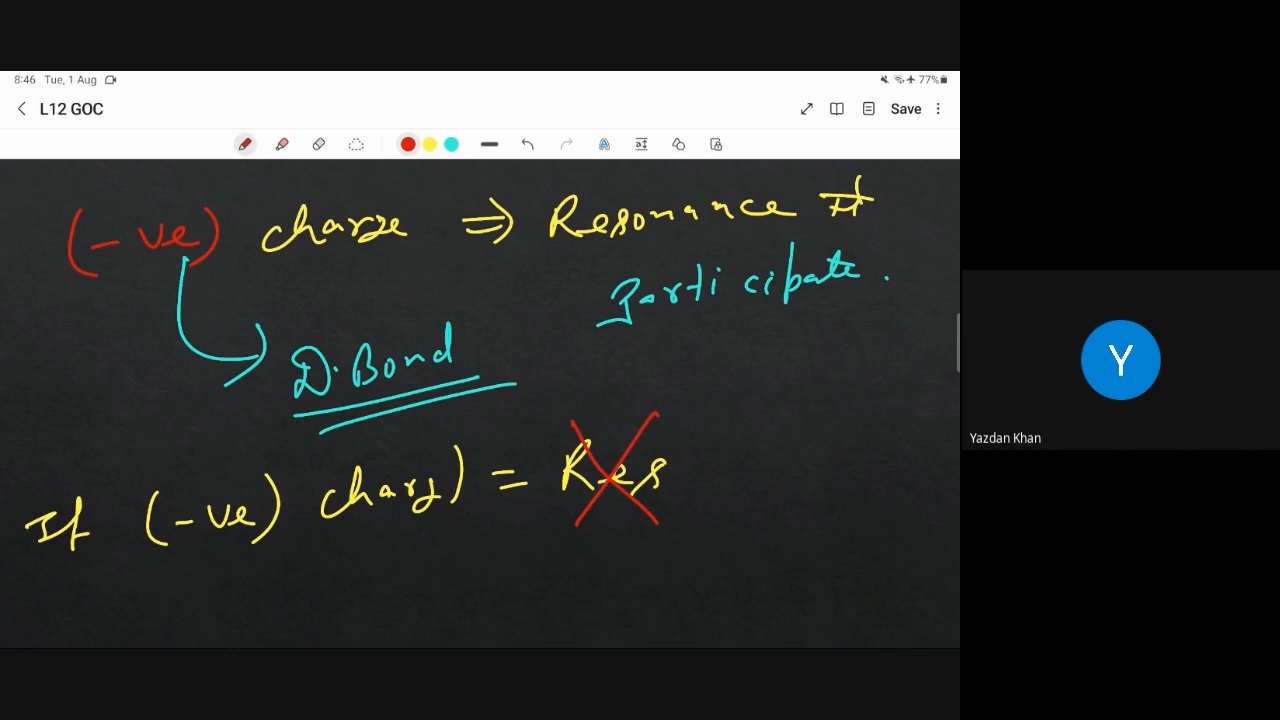 8:46 Tue, 1 Aug 77%
L12 GOC Save
(-ve) charge ⇒ Resonance
Participate.
D.Bond
If (-ve) charge) = Res
Y
Yazdan Khan